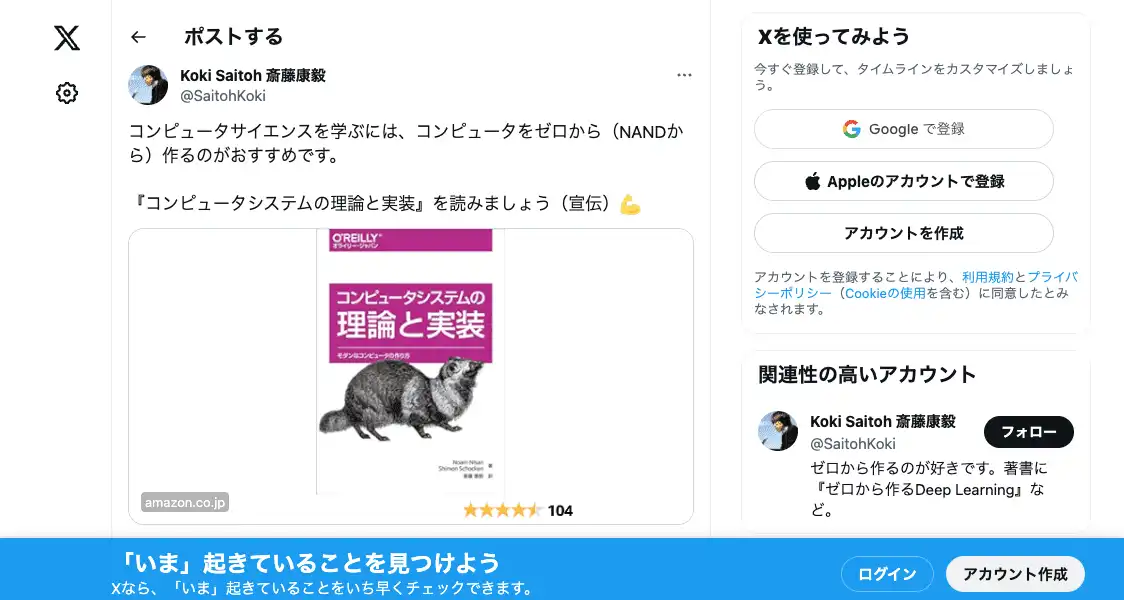 ポストする
Koki Saitoh 斎藤康毅
@SaitohKoki
コンピュータサイエンスを学ぶには、コンピュータをゼロから（NANDか
ら）作るのがおすすめです。
『コンピュータシステムの理論と実装』を読みましょう（宣伝）💪
O'REILLY®
オライリー・ジャパン
コンピュータシステムの
理論と実装
モダンなコンピュータの作り方
Noam Nisan
Shimon Schocken 著
斎藤 康毅 訳
amazon.co.jp
104
Xを使ってみよう
今すぐ登録して、タイムラインをカスタマイズしましょ
う。
Google で登録
Appleのアカウントで登録
アカウントを作成
アカウントを登録することにより、利用規約とプライバ
シーポリシー（Cookieの使用を含む）に同意したとみ
なされます。
関連性の高いアカウント
Koki Saitoh 斎藤康毅
@SaitohKoki
フォロー
ゼロから作るのが好きです。著書に
『ゼロから作るDeep Learning』な
ど。
「いま」起きていることを見つけよう
Xなら、「いま」起きていることをいち早くチェックできます。
ログイン
アカウント作成